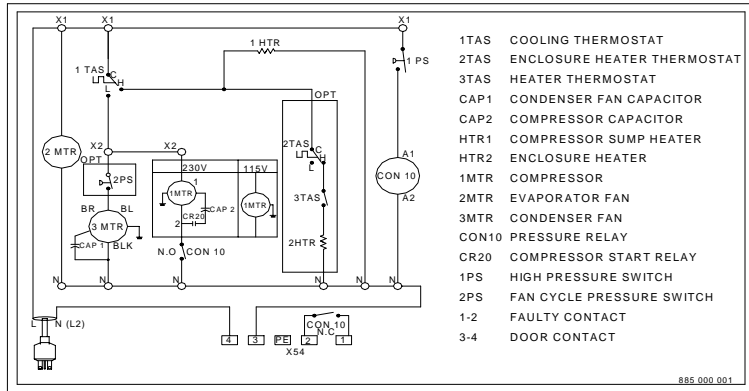 X1 X1 X1
1 HTR
1 TAS C H L
1 PS
OPT
X2 X2
2 MTR
OPT
2PS
230V 115V
2TAS C H L
1MTR 1
1MTR
CAP 2
CR20
2
3TAS
A1
CON 10
A2
BR BL
3 MTR
CAP 1 BLK
N.O CON 10
2HTR
N N N N N N
L N (L2)
4 3 PE 2 1
CON 10
N.C
X54
1TAS COOLING THERMOSTAT
2TAS ENCLOSURE HEATER THERMOSTAT
3TAS HEATER THERMOSTAT
CAP1 CONDENSER FAN CAPACITOR
CAP2 COMPRESSOR CAPACITOR
HTR1 COMPRESSOR SUMP HEATER
HTR2 ENCLOSURE HEATER
1MTR COMPRESSOR
2MTR EVAPORATOR FAN
3MTR CONDENSER FAN
CON10 PRESSURE RELAY
CR20 COMPRESSOR START RELAY
1PS HIGH PRESSURE SWITCH
2PS FAN CYCLE PRESSURE SWITCH
1-2 FAULTY CONTACT
3-4 DOOR CONTACT
885 000 001